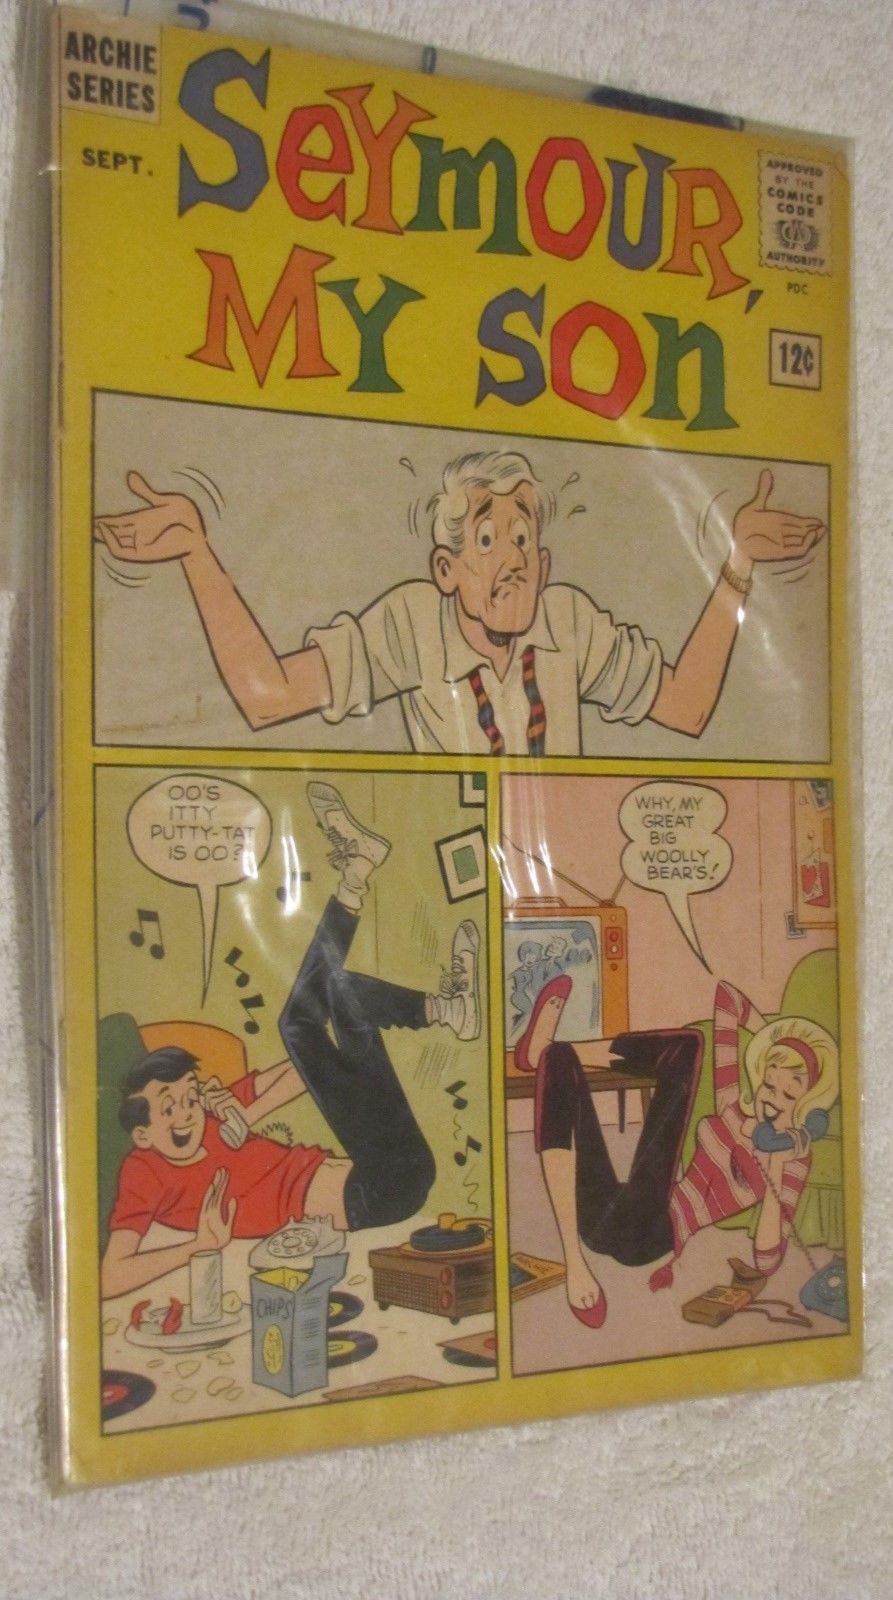 ARCHIE
SERIES
SEPT.
SEYMOUR,
MY SON
APPROVED
BY THE
COMICS
CODE
AUTHORITY
PDC
12¢
OO'S
ITTY
PUTTY-TAT
IS OO?
WHY, MY
GREAT
BIG
WOOLLY
BEAR'S!
CHIPS
ARCHIE